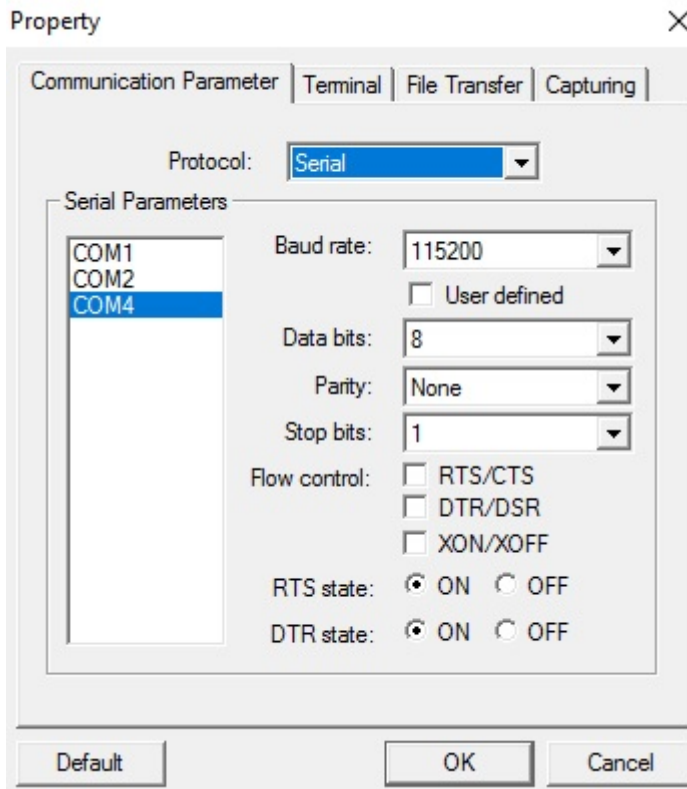 Property
Communication Parameter Terminal File Transfer Capturing
Protocol: Serial
Serial Parameters
COM1
COM2
COM4
Baud rate: 115200
User defined
Data bits: 8
Parity: None
Stop bits: 1
Flow control: RTS/CTS
DTR/DSR
XON/XOFF
RTS state: ON OFF
DTR state: ON OFF
Default OK Cancel